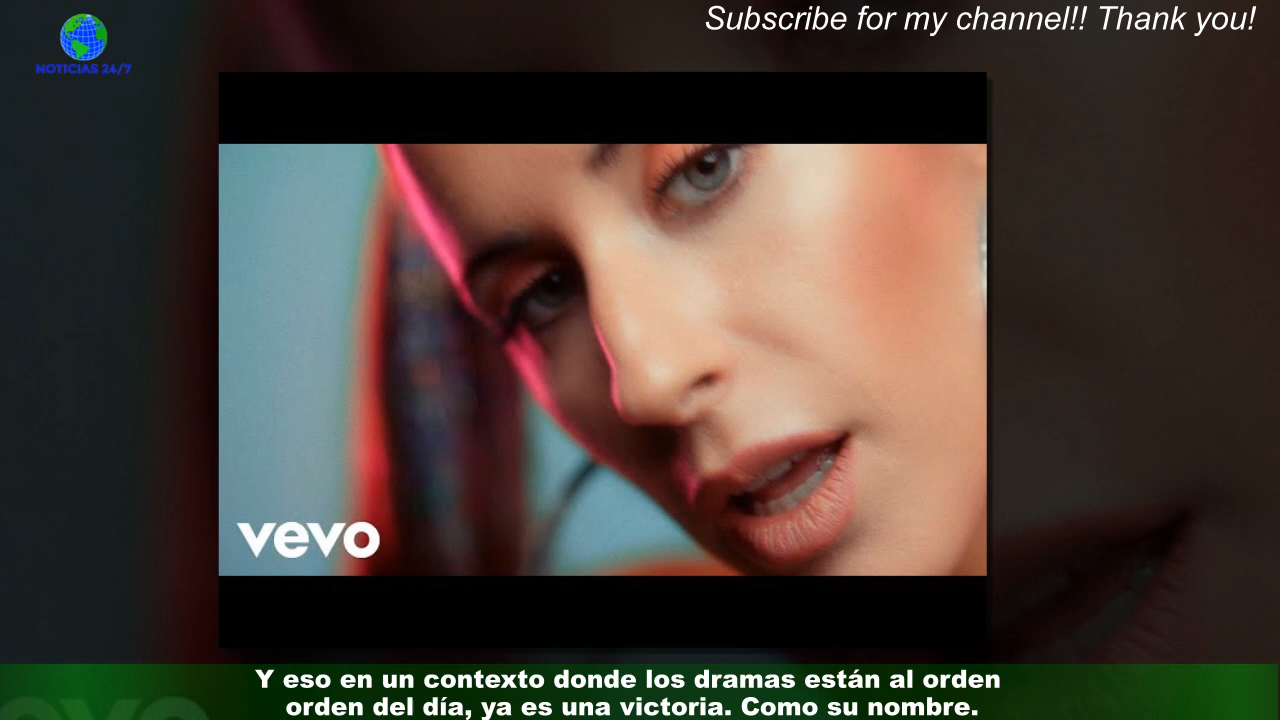 Subscribe for my channel!! Thank you!
NOTICIAS 24/7
vevo
Y eso en un contexto donde los dramas están al orden
orden del día, ya es una victoria. Como su nombre.